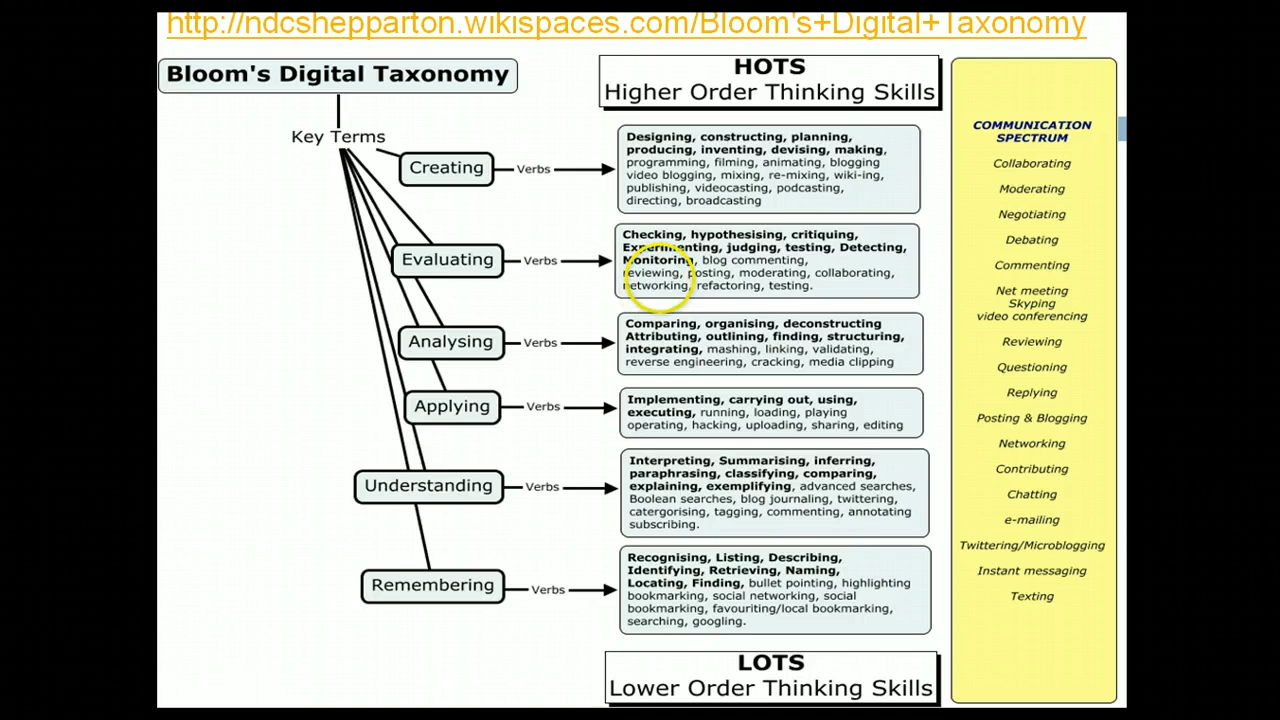 http://ndcshepparton.wikispaces.com/Bloom's+Digital+Taxonomy
Bloom's Digital Taxonomy
Key Terms
HOTS
Higher Order Thinking Skills
Creating
Verbs
Designing, constructing, planning,
producing, inventing, devising, making,
programming, filming, animating, blogging
video blogging, mixing, re-mixing, wiki-ing,
publishing, videocasting, podcasting,
directing, broadcasting
Evaluating
Verbs
Checking, hypothesising, critiquing,
Experimenting, judging, testing, Detecting,
Monitoring, blog commenting,
reviewing, posting, moderating, collaborating,
networking, refactoring, testing.
Analysing
Verbs
Comparing, organising, deconstructing
Attributing, outlining, finding, structuring,
integrating, mashing, linking, validating,
reverse engineering, cracking, media clipping
Applying
Verbs
Implementing, carrying out, using,
executing, running, loading, playing
operating, hacking, uploading, sharing, editing
Understanding
Verbs
Interpreting, Summarising, inferring,
paraphrasing, classifying, comparing,
explaining, exemplifying, advanced searches,
Boolean searches, blog journaling, twittering,
catergorising, tagging, commenting, annotating
subscribing.
Remembering
Verbs
Recognising, Listing, Describing,
Identifying, Retrieving, Naming,
Locating, Finding, bullet pointing, highlighting
bookmarking, social networking, social
bookmarking, favouriting/local bookmarking,
searching, googling.
LOTS
Lower Order Thinking Skills
COMMUNICATION
SPECTRUM
Collaborating
Moderating
Negotiating
Debating
Commenting
Net meeting
Skyping
video conferencing
Reviewing
Questioning
Replying
Posting & Blogging
Networking
Contributing
Chatting
e-mailing
Twittering/Microblogging
Instant messaging
Texting